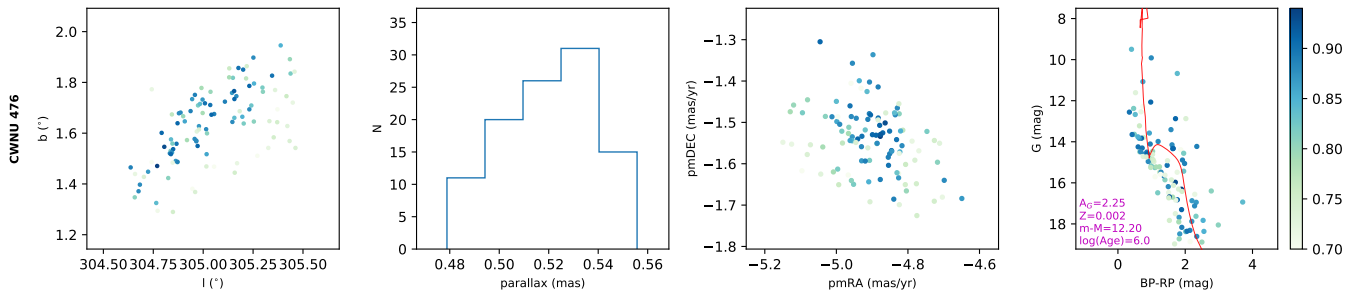 CWNU 476
b (°)
2.0
1.8
1.6
1.4
1.2
304.50 304.75 305.00 305.25 305.50
l (°)
N
35
30
25
20
15
10
5
0
0.48 0.50 0.52 0.54 0.56
parallax (mas)
pmDEC (mas/yr)
−1.3
−1.4
−1.5
−1.6
−1.7
−1.8
−5.2 −5.0 −4.8 −4.6
pmRA (mas/yr)
G (mag)
8
10
12
14
16
18
A_G=2.25
Z=0.002
m-M=12.20
log(Age)=6.0
0 2 4
BP-RP (mag)
0.90
0.85
0.80
0.75
0.70